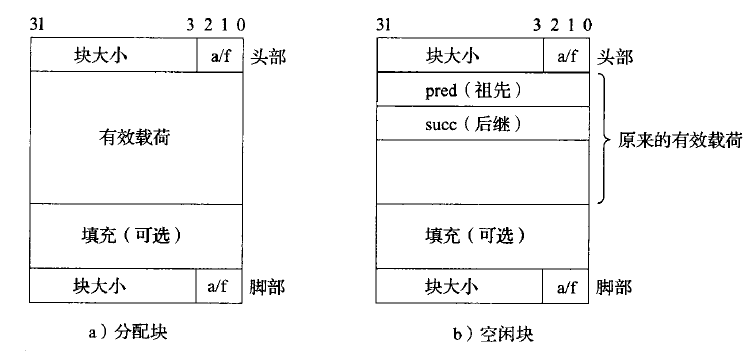 31 3 2 1 0
块大小 a/f 头部
有效载荷
填充（可选）
块大小 a/f 脚部
a）分配块
31 3 2 1 0
块大小 a/f 头部
pred（祖先）
succ（后继）
原来的有效载荷
填充（可选）
块大小 a/f 脚部
b）空闲块